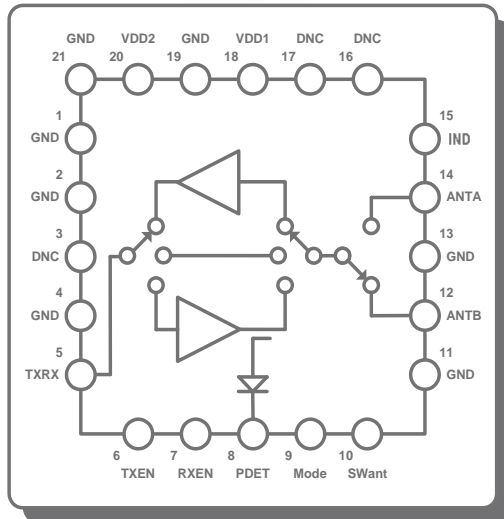 GND VDD2 GND VDD1 DNC DNC
21 20 19 18 17 16
1
GND
2
GND
3
DNC
4
GND
5
TXRX
15
IND
14
ANTA
13
GND
12
ANTB
11
GND
6 7 8 9 10
TXEN RXEN PDET Mode SWant